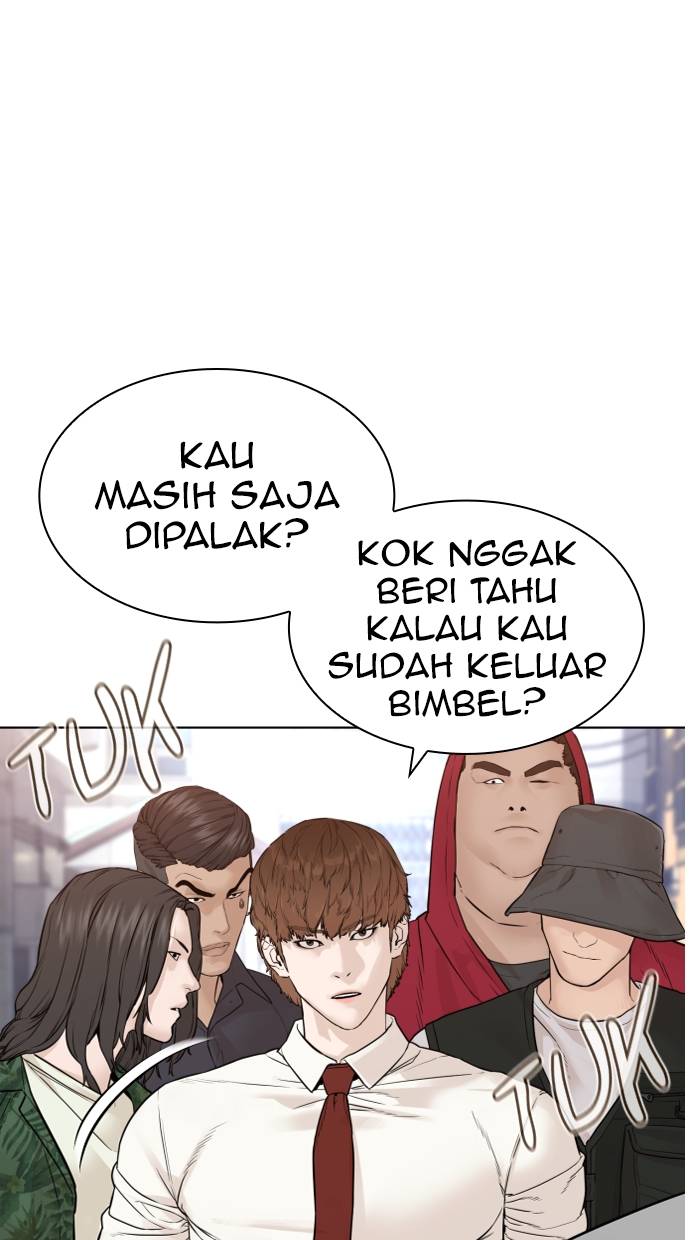 KAU
MASIH SAJA
DIPALAK?
KOK NGGAK
BERI TAHU
KALAU KAU
SUDAH KELUAR
BIMBEL?
TUK
TUK